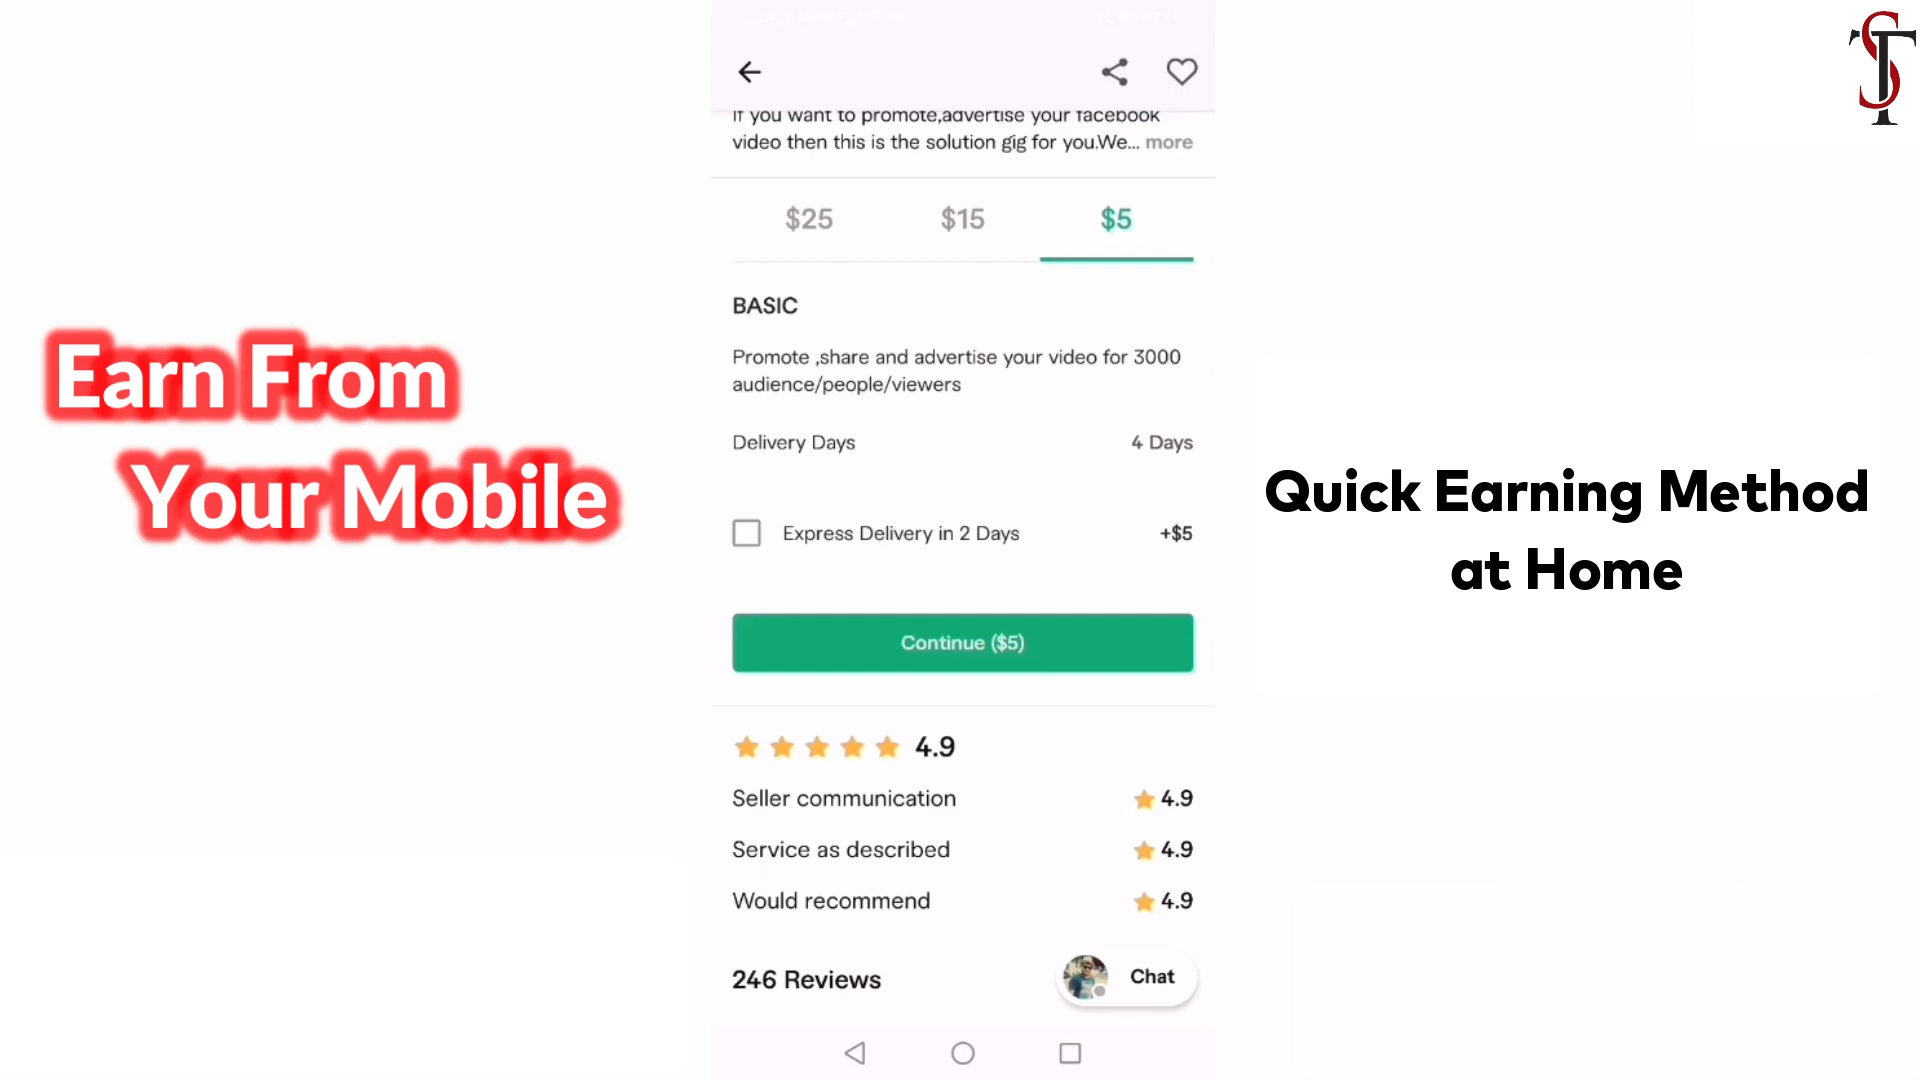 If you want to promote,advertise your facebook
video then this is the solution gig for you.We... more
$25 $15 $5
BASIC
Promote ,share and advertise your video for 3000
audience/people/viewers
Delivery Days 4 Days
Express Delivery in 2 Days +$5
Continue ($5)
4.9
Seller communication 4.9
Service as described 4.9
Would recommend 4.9
246 Reviews
Chat
Earn From
Your Mobile
Quick Earning Method
at Home
ST